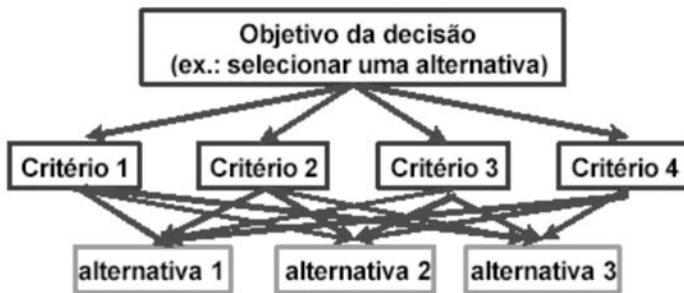 Objetivo da decisão
(ex.: selecionar uma alternativa)
Critério 1
Critério 2
Critério 3
Critério 4
alternativa 1
alternativa 2
alternativa 3